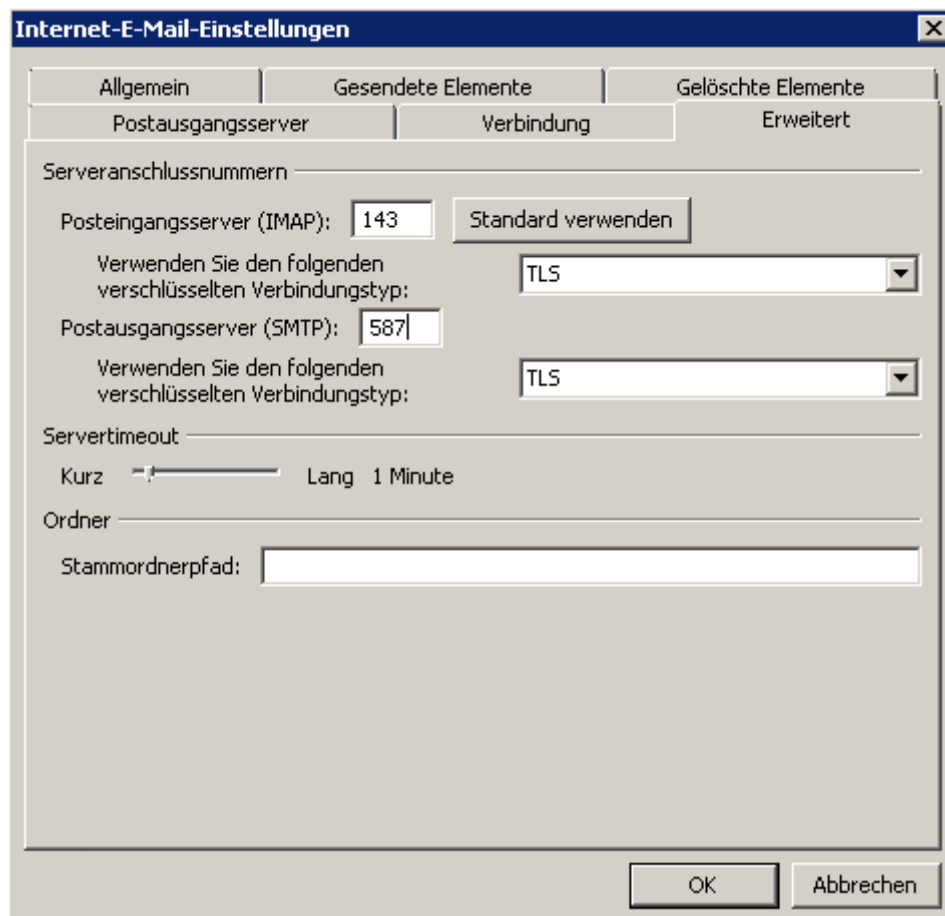 Internet-E-Mail-Einstellungen
Allgemein Gesendete Elemente Gelöschte Elemente
Postausgangsserver Verbindung Erweitert
Serveranschlussnummern
Posteingangsserver (IMAP): 143 Standard verwenden
Verwenden Sie den folgenden
verschlüsselten Verbindungstyp: TLS
Postausgangsserver (SMTP): 587
Verwenden Sie den folgenden
verschlüsselten Verbindungstyp: TLS
Servertimeout
Kurz Lang 1 Minute
Ordner
Stammordnerpfad:
OK Abbrechen